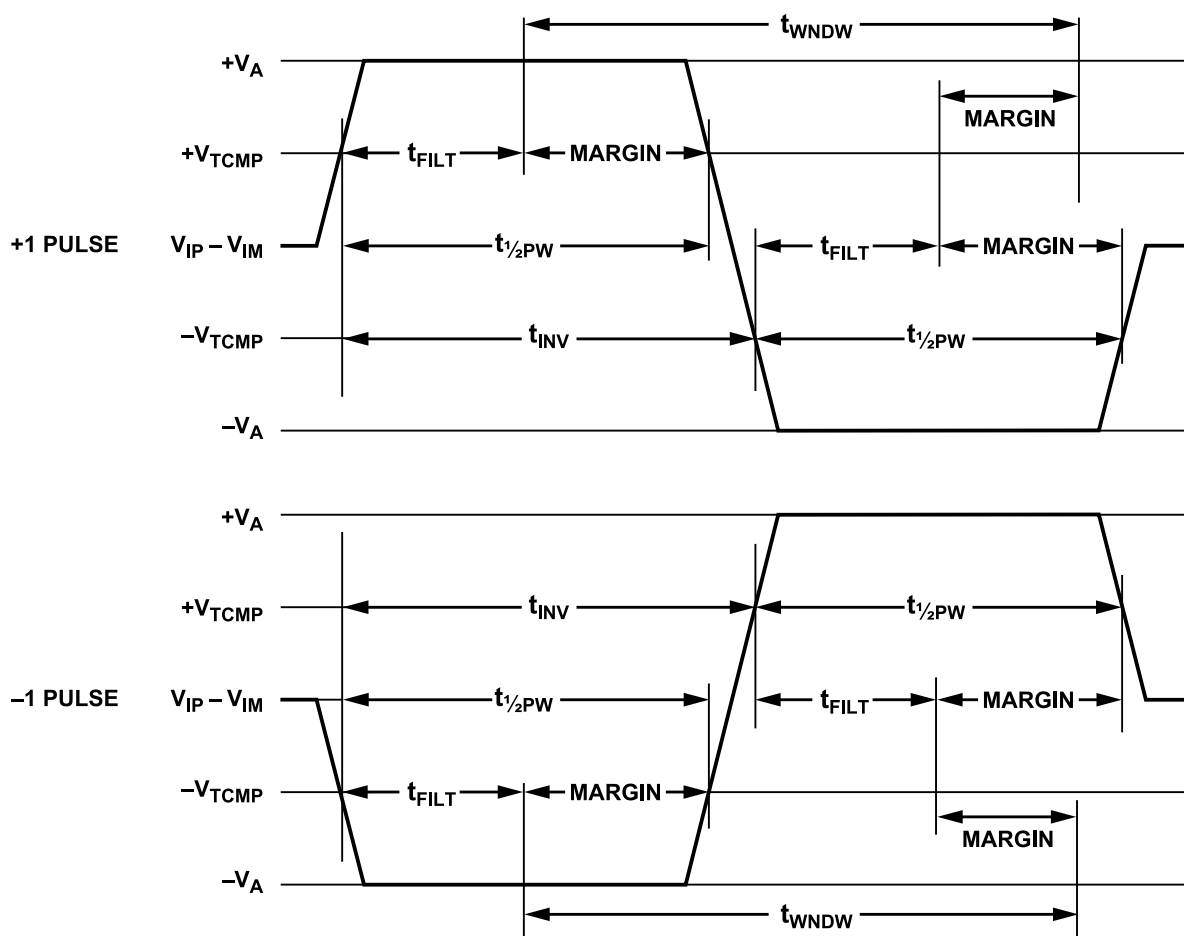 tWNDW
+VA
MARGIN
+VTCMP
tFILT
MARGIN
+1 PULSE
VIP – VIM
t½PW
tFILT
MARGIN
–VTCMP
tINV
t½PW
–VA
+VA
+VTCMP
tINV
t½PW
–1 PULSE
VIP – VIM
t½PW
tFILT
MARGIN
–VTCMP
tFILT
MARGIN
MARGIN
–VA
tWNDW